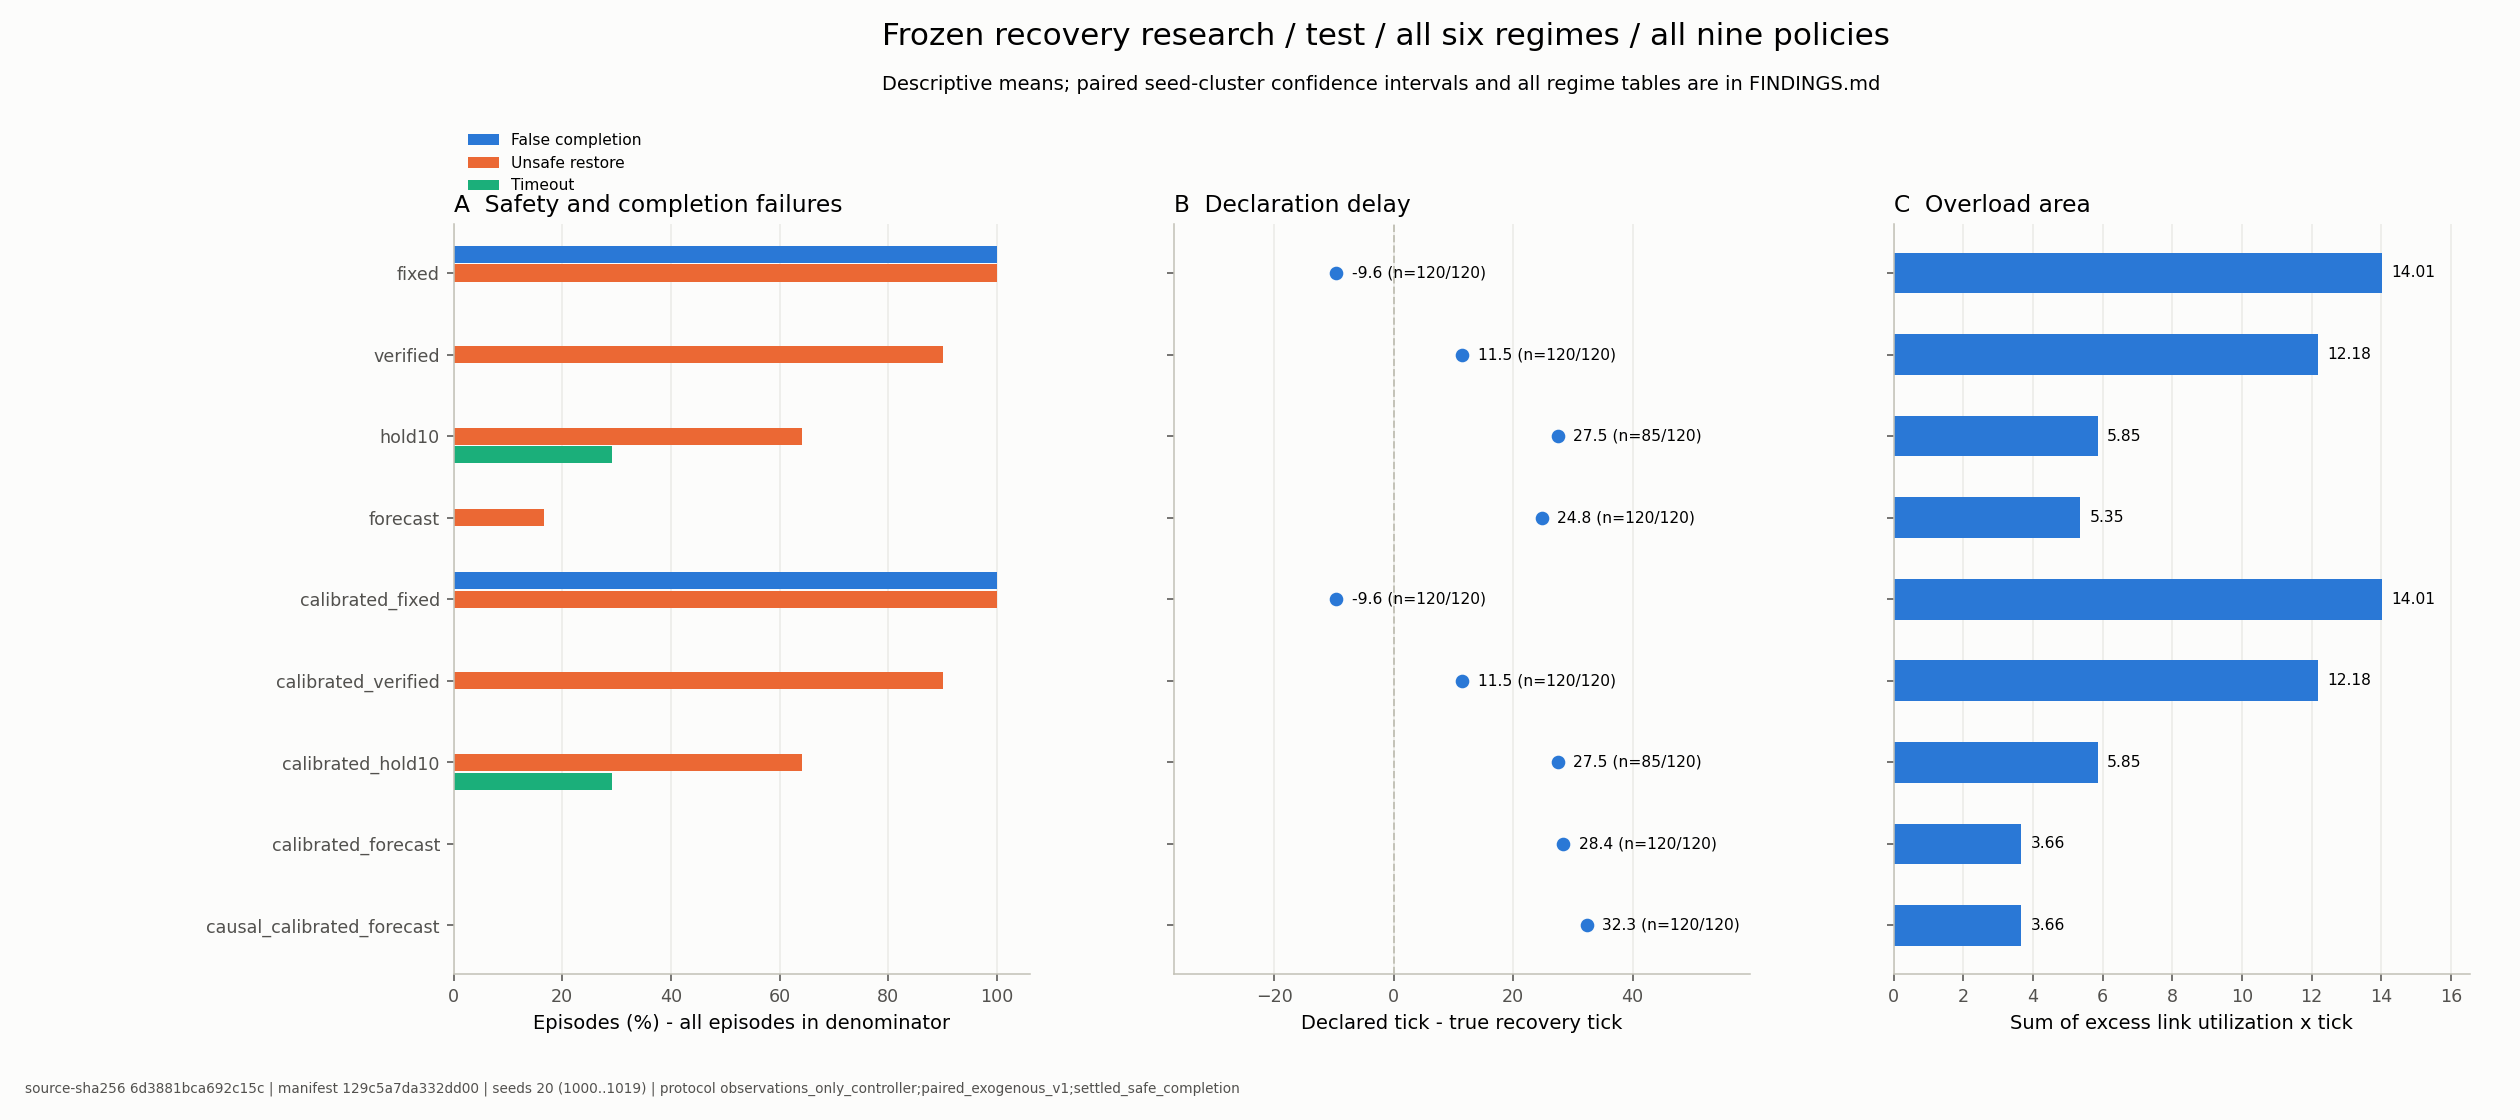 Frozen recovery research / test / all six regimes / all nine policies
Descriptive means; paired seed-cluster confidence intervals and all regime tables are in FINDINGS.md
False completion
Unsafe restore
Timeout
A  Safety and completion failures
fixed
verified
hold10
forecast
calibrated_fixed
calibrated_verified
calibrated_hold10
calibrated_forecast
causal_calibrated_forecast
0 20 40 60 80 100
Episodes (%) - all episodes in denominator
B  Declaration delay
-9.6 (n=120/120)
11.5 (n=120/120)
27.5 (n=85/120)
24.8 (n=120/120)
-9.6 (n=120/120)
11.5 (n=120/120)
27.5 (n=85/120)
28.4 (n=120/120)
32.3 (n=120/120)
−20 0 20 40
Declared tick - true recovery tick
C  Overload area
14.01
12.18
5.85
5.35
14.01
12.18
5.85
3.66
3.66
0 2 4 6 8 10 12 14 16
Sum of excess link utilization x tick
source-sha256 6d3881bca692c15c | manifest 129c5a7da332dd00 | seeds 20 (1000..1019) | protocol observations_only_controller;paired_exogenous_v1;settled_safe_completion